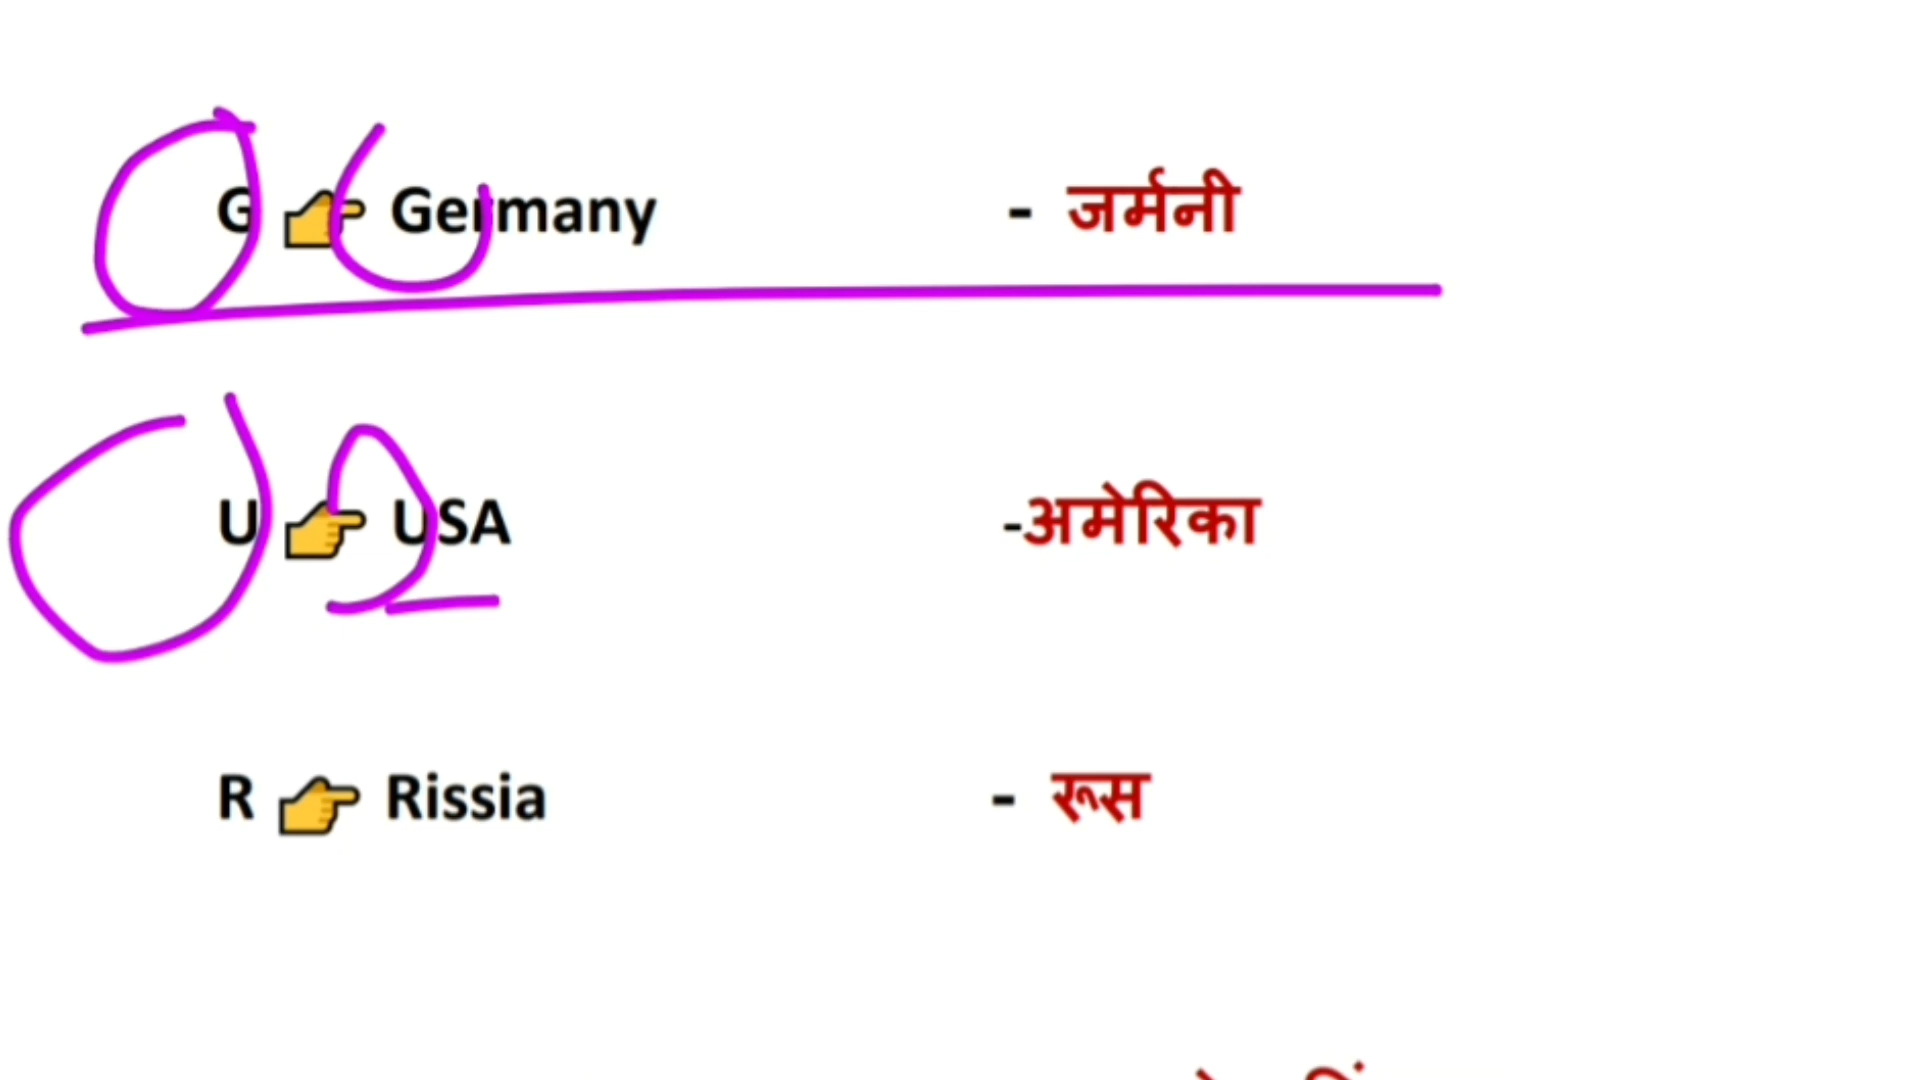 G 👉 Germany - जर्मनी
U 👉 USA -अमेरिका
R 👉 Rissia - रूस